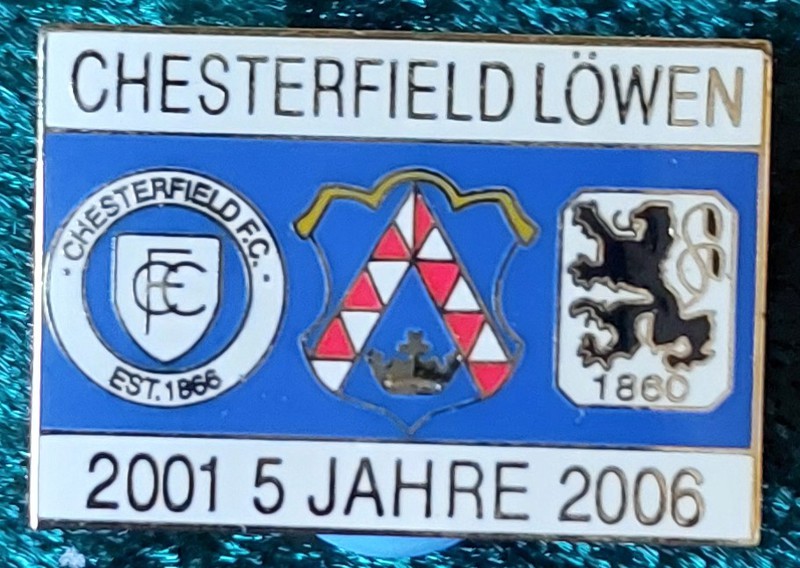 CHESTERFIELD LÖWEN
· CHESTERFIELD F.C. ·
CFC
EST. 1866
1860
2001 5 JAHRE 2006